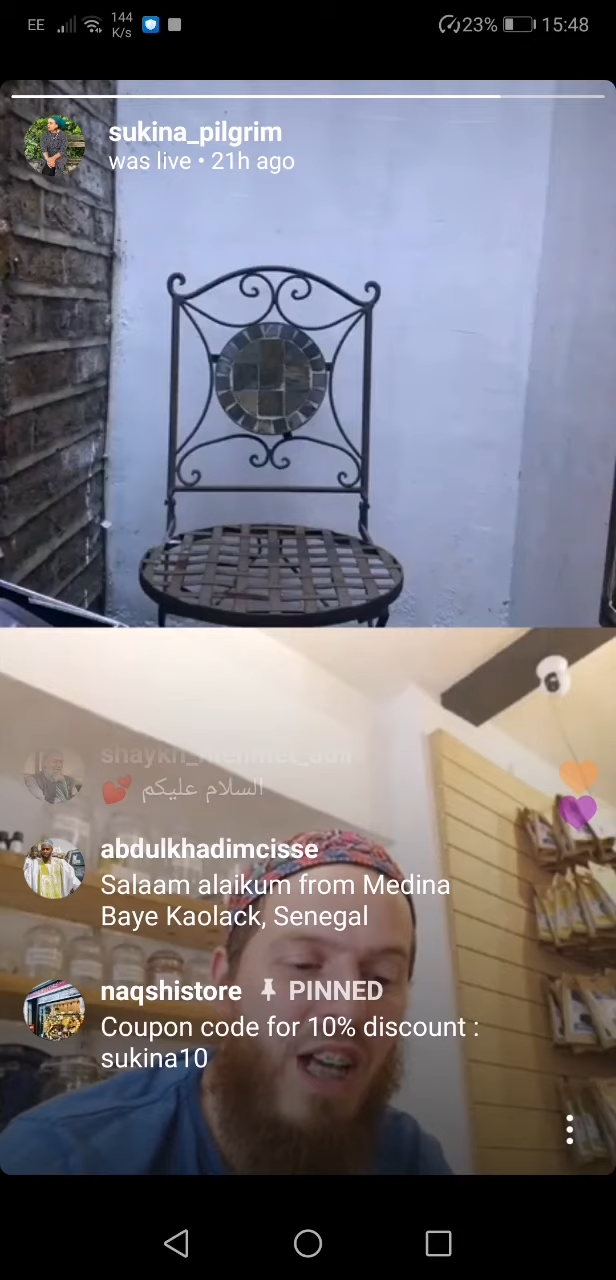 EE 144 K/s 23% 15:48
sukina_pilgrim
was live • 21h ago
السلام عليكم
abdulkhadimcisse
Salaam alaikum from Medina
Baye Kaolack, Senegal
naqshistore PINNED
Coupon code for 10% discount :
sukina10